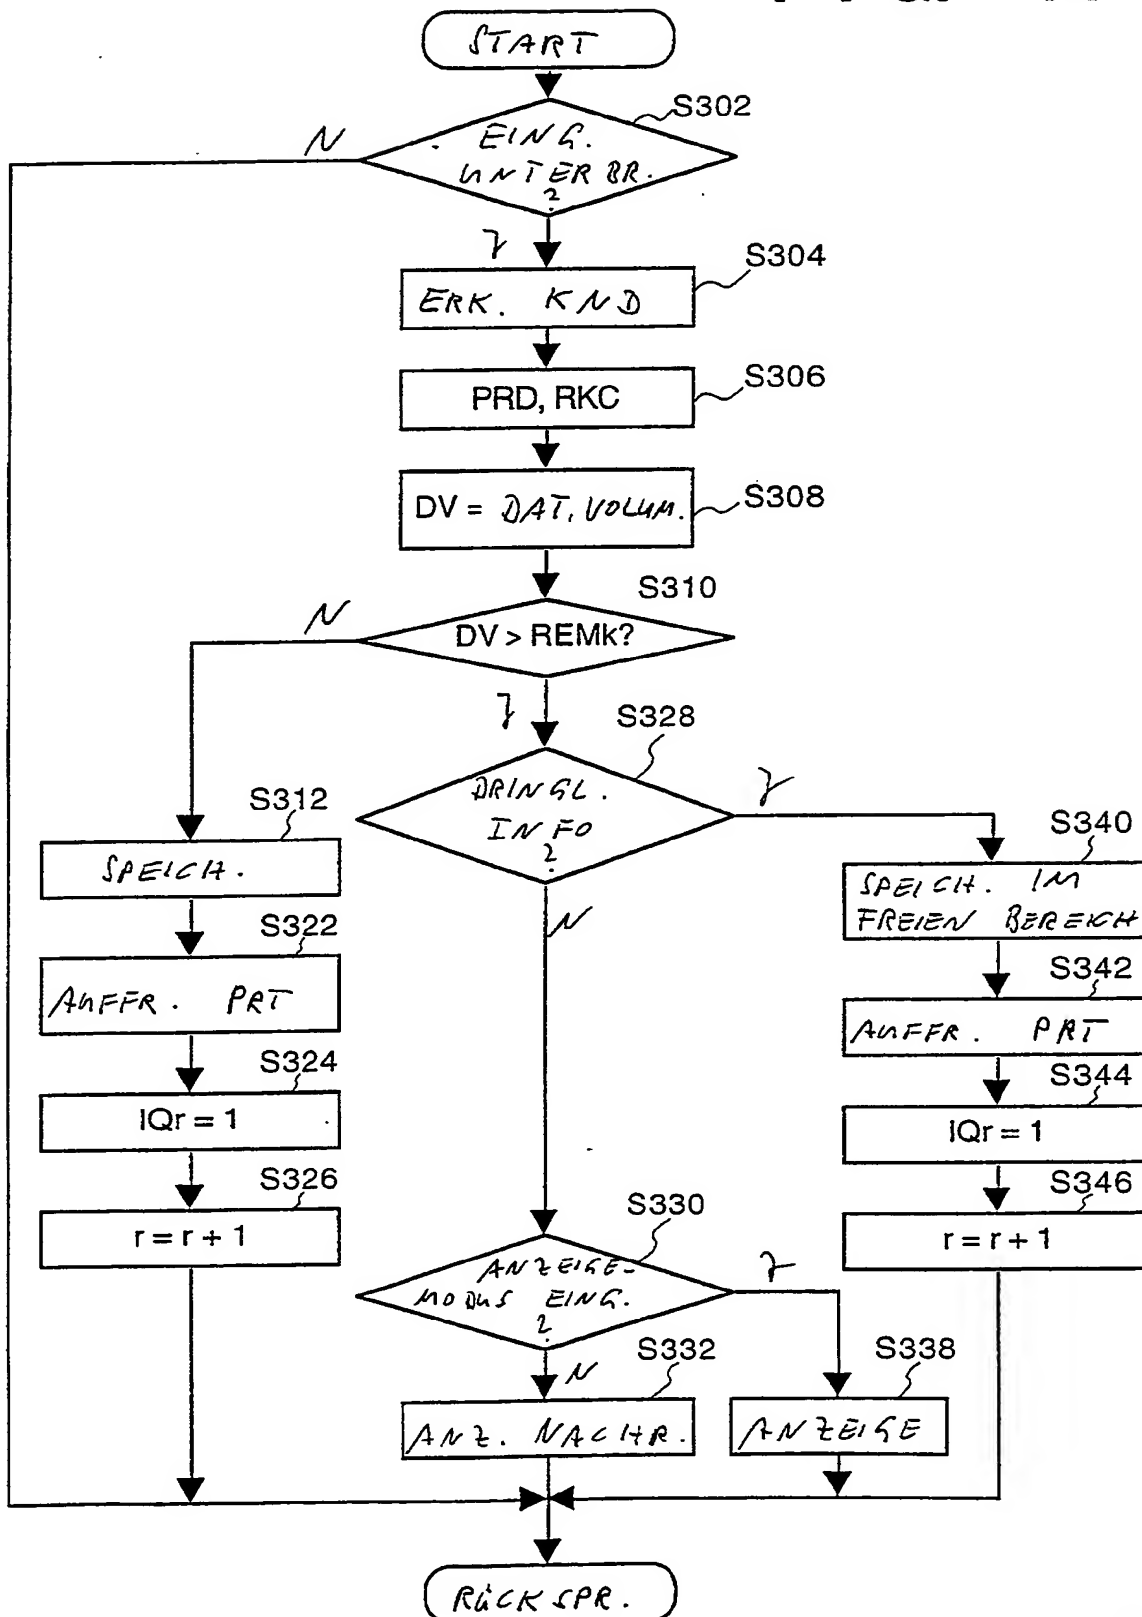 START
S302
N
EING.
UNTERBR.
?
J
S304
ERK. KND
S306
PRD, RKC
S308
DV = DAT. VOLUM.
S310
N
DV > REMk?
J
S328
DRINGL.
INFO
?
J
N
S312
SPEICH.
S322
AUFFR. PRT
S324
IQr = 1
S326
r = r + 1
S340
SPEICH. IM
FREIEN BEREICH
S342
AUFFR. PRT
S344
IQr = 1
S346
r = r + 1
S330
ANZEIGE-
MODUS EING.
?
J
N
S332
ANZ. NACHR.
S338
ANZEIGE
RÜCKSPR.